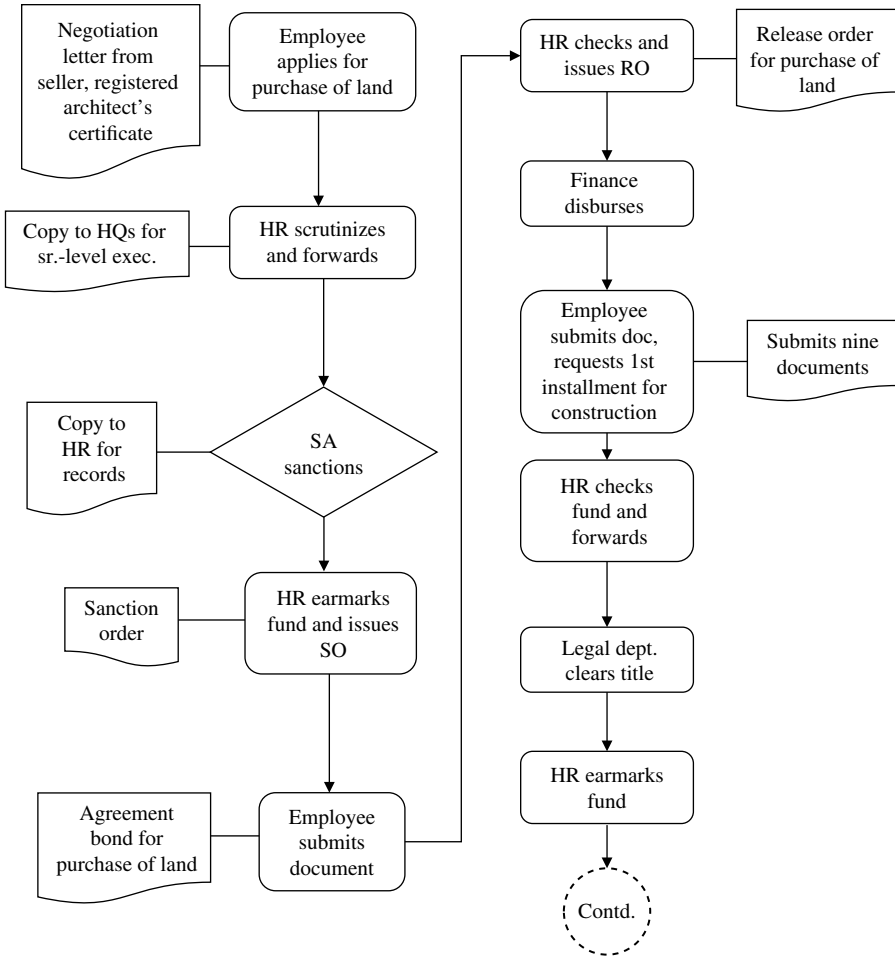 Negotiation
letter from
seller, registered
architect's
certificate
Employee
applies for
purchase of land
Copy to HQs for
sr.-level exec.
HR scrutinizes
and forwards
Copy to
HR for
records
SA
sanctions
Sanction
order
HR earmarks
fund and issues
SO
Agreement
bond for
purchase of land
Employee
submits
document
HR checks and
issues RO
Release order
for purchase of
land
Finance
disburses
Employee
submits doc,
requests 1st
installment for
construction
Submits nine
documents
HR checks
fund and
forwards
Legal dept.
clears title
HR earmarks
fund
Contd.